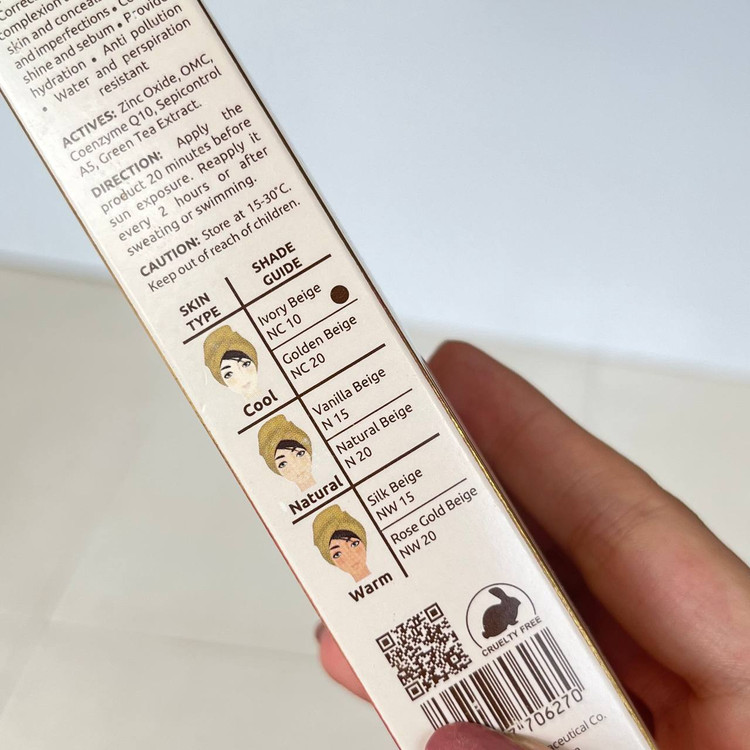 complexion
skin and conceal
and imperfections • Co
shine and sebum • Provide
hydration • Anti pollution
• Water and perspiration
resistant
ACTIVES: Zinc Oxide, OMC,
Coenzyme Q10, Sepicontrol
A5, Green Tea Extract.
DIRECTION: Apply the
product 20 minutes before
sun exposure. Reapply it
every 2 hours or after
sweating or swimming.
CAUTION: Store at 15-30°C.
Keep out of reach of children.
SKIN TYPE
SHADE GUIDE
Ivory Beige
NC 10
Golden Beige
NC 20
Cool
Vanilla Beige
N 15
Natural Beige
N 20
Natural
Silk Beige
NW 15
Rose Gold Beige
NW 20
Warm
CRUELTY FREE
706270
aceutical Co.